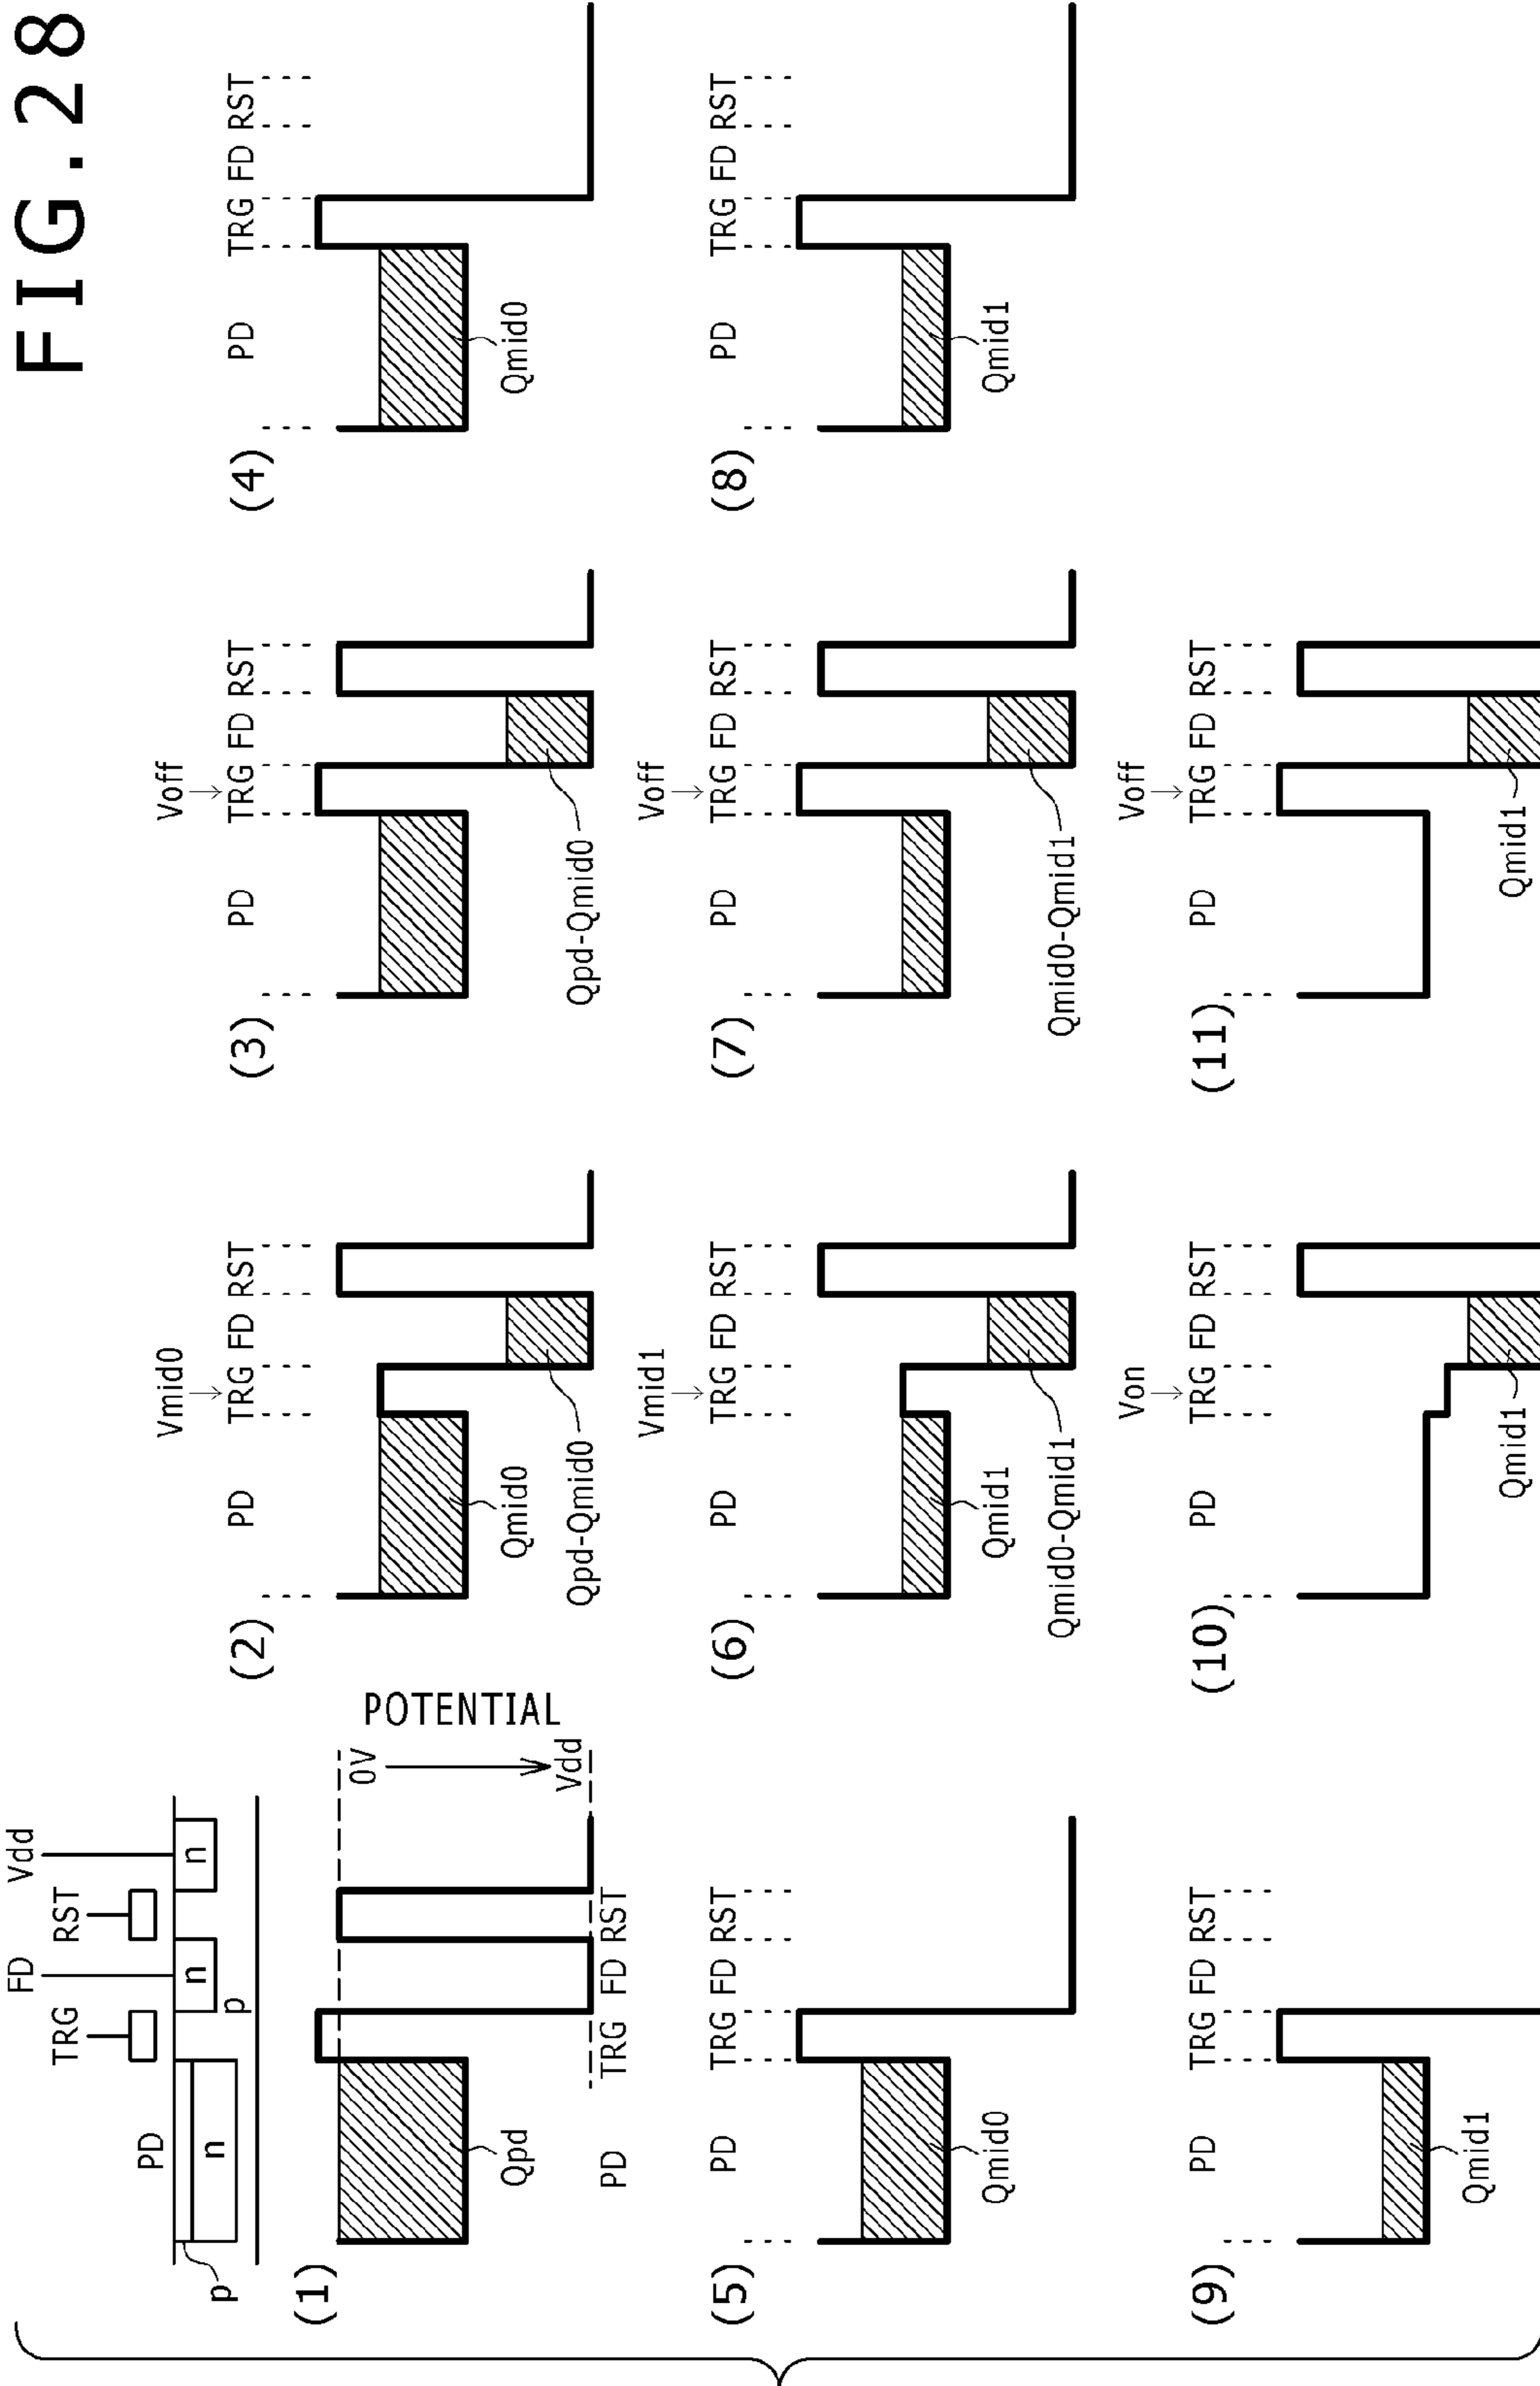 FIG.28
Vdd
FD
RST
TRG
PD
n
n
n
p
p
(1)
Qpd
PD
TRG FD RST
0V
Vdd
POTENTIAL
(2)
Vmid0
PD
TRG FD RST
Qmid0
Qpd-Qmid0
(3)
Voff
PD
TRG FD RST
Qpd-Qmid0
(4)
PD
TRG FD RST
Qmid0
(5)
PD
TRG FD RST
Qmid0
(6)
Vmid1
PD
TRG FD RST
Qmid1
Qmid0-Qmid1
(7)
Voff
PD
TRG FD RST
Qmid0-Qmid1
(8)
PD
TRG FD RST
Qmid1
(9)
PD
TRG FD RST
Qmid1
(10)
Von
PD
TRG FD RST
Qmid1
(11)
Voff
PD
TRG FD RST
Qmid1